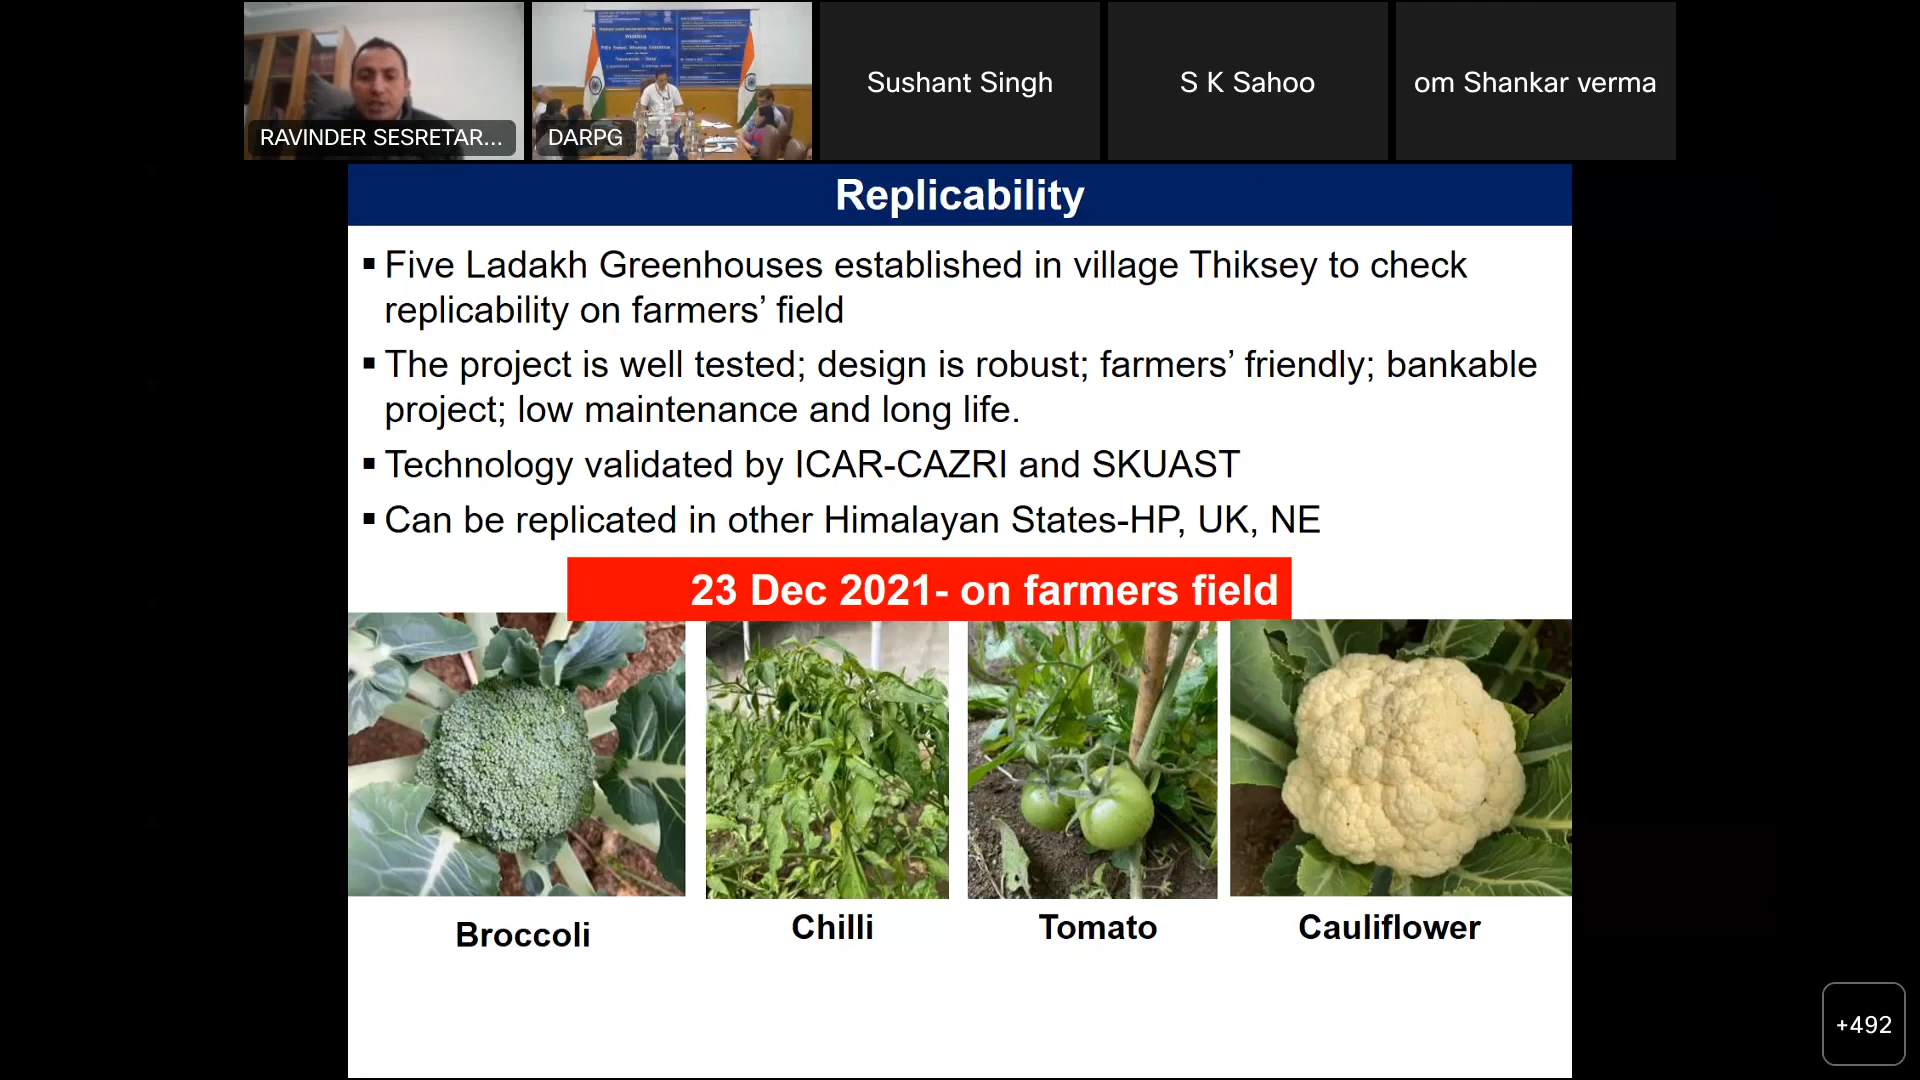 RAVINDER SESRETAR...
DARPG
Sushant Singh
S K Sahoo
om Shankar verma
Replicability
▪ Five Ladakh Greenhouses established in village Thiksey to check
replicability on farmers’ field
▪ The project is well tested; design is robust; farmers’ friendly; bankable
project; low maintenance and long life.
▪ Technology validated by ICAR-CAZRI and SKUAST
▪ Can be replicated in other Himalayan States-HP, UK, NE
23 Dec 2021- on farmers field
Broccoli
Chilli
Tomato
Cauliflower
+492